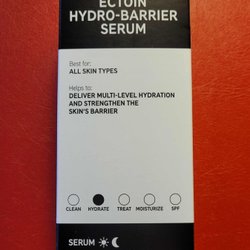 ECTOIN
HYDRO-BARRIER
SERUM
Best for:
ALL SKIN TYPES
Helps to:
DELIVER MULTI-LEVEL HYDRATION
AND STRENGTHEN THE
SKIN'S BARRIER
CLEAN HYDRATE TREAT MOISTURIZE SPF
SERUM